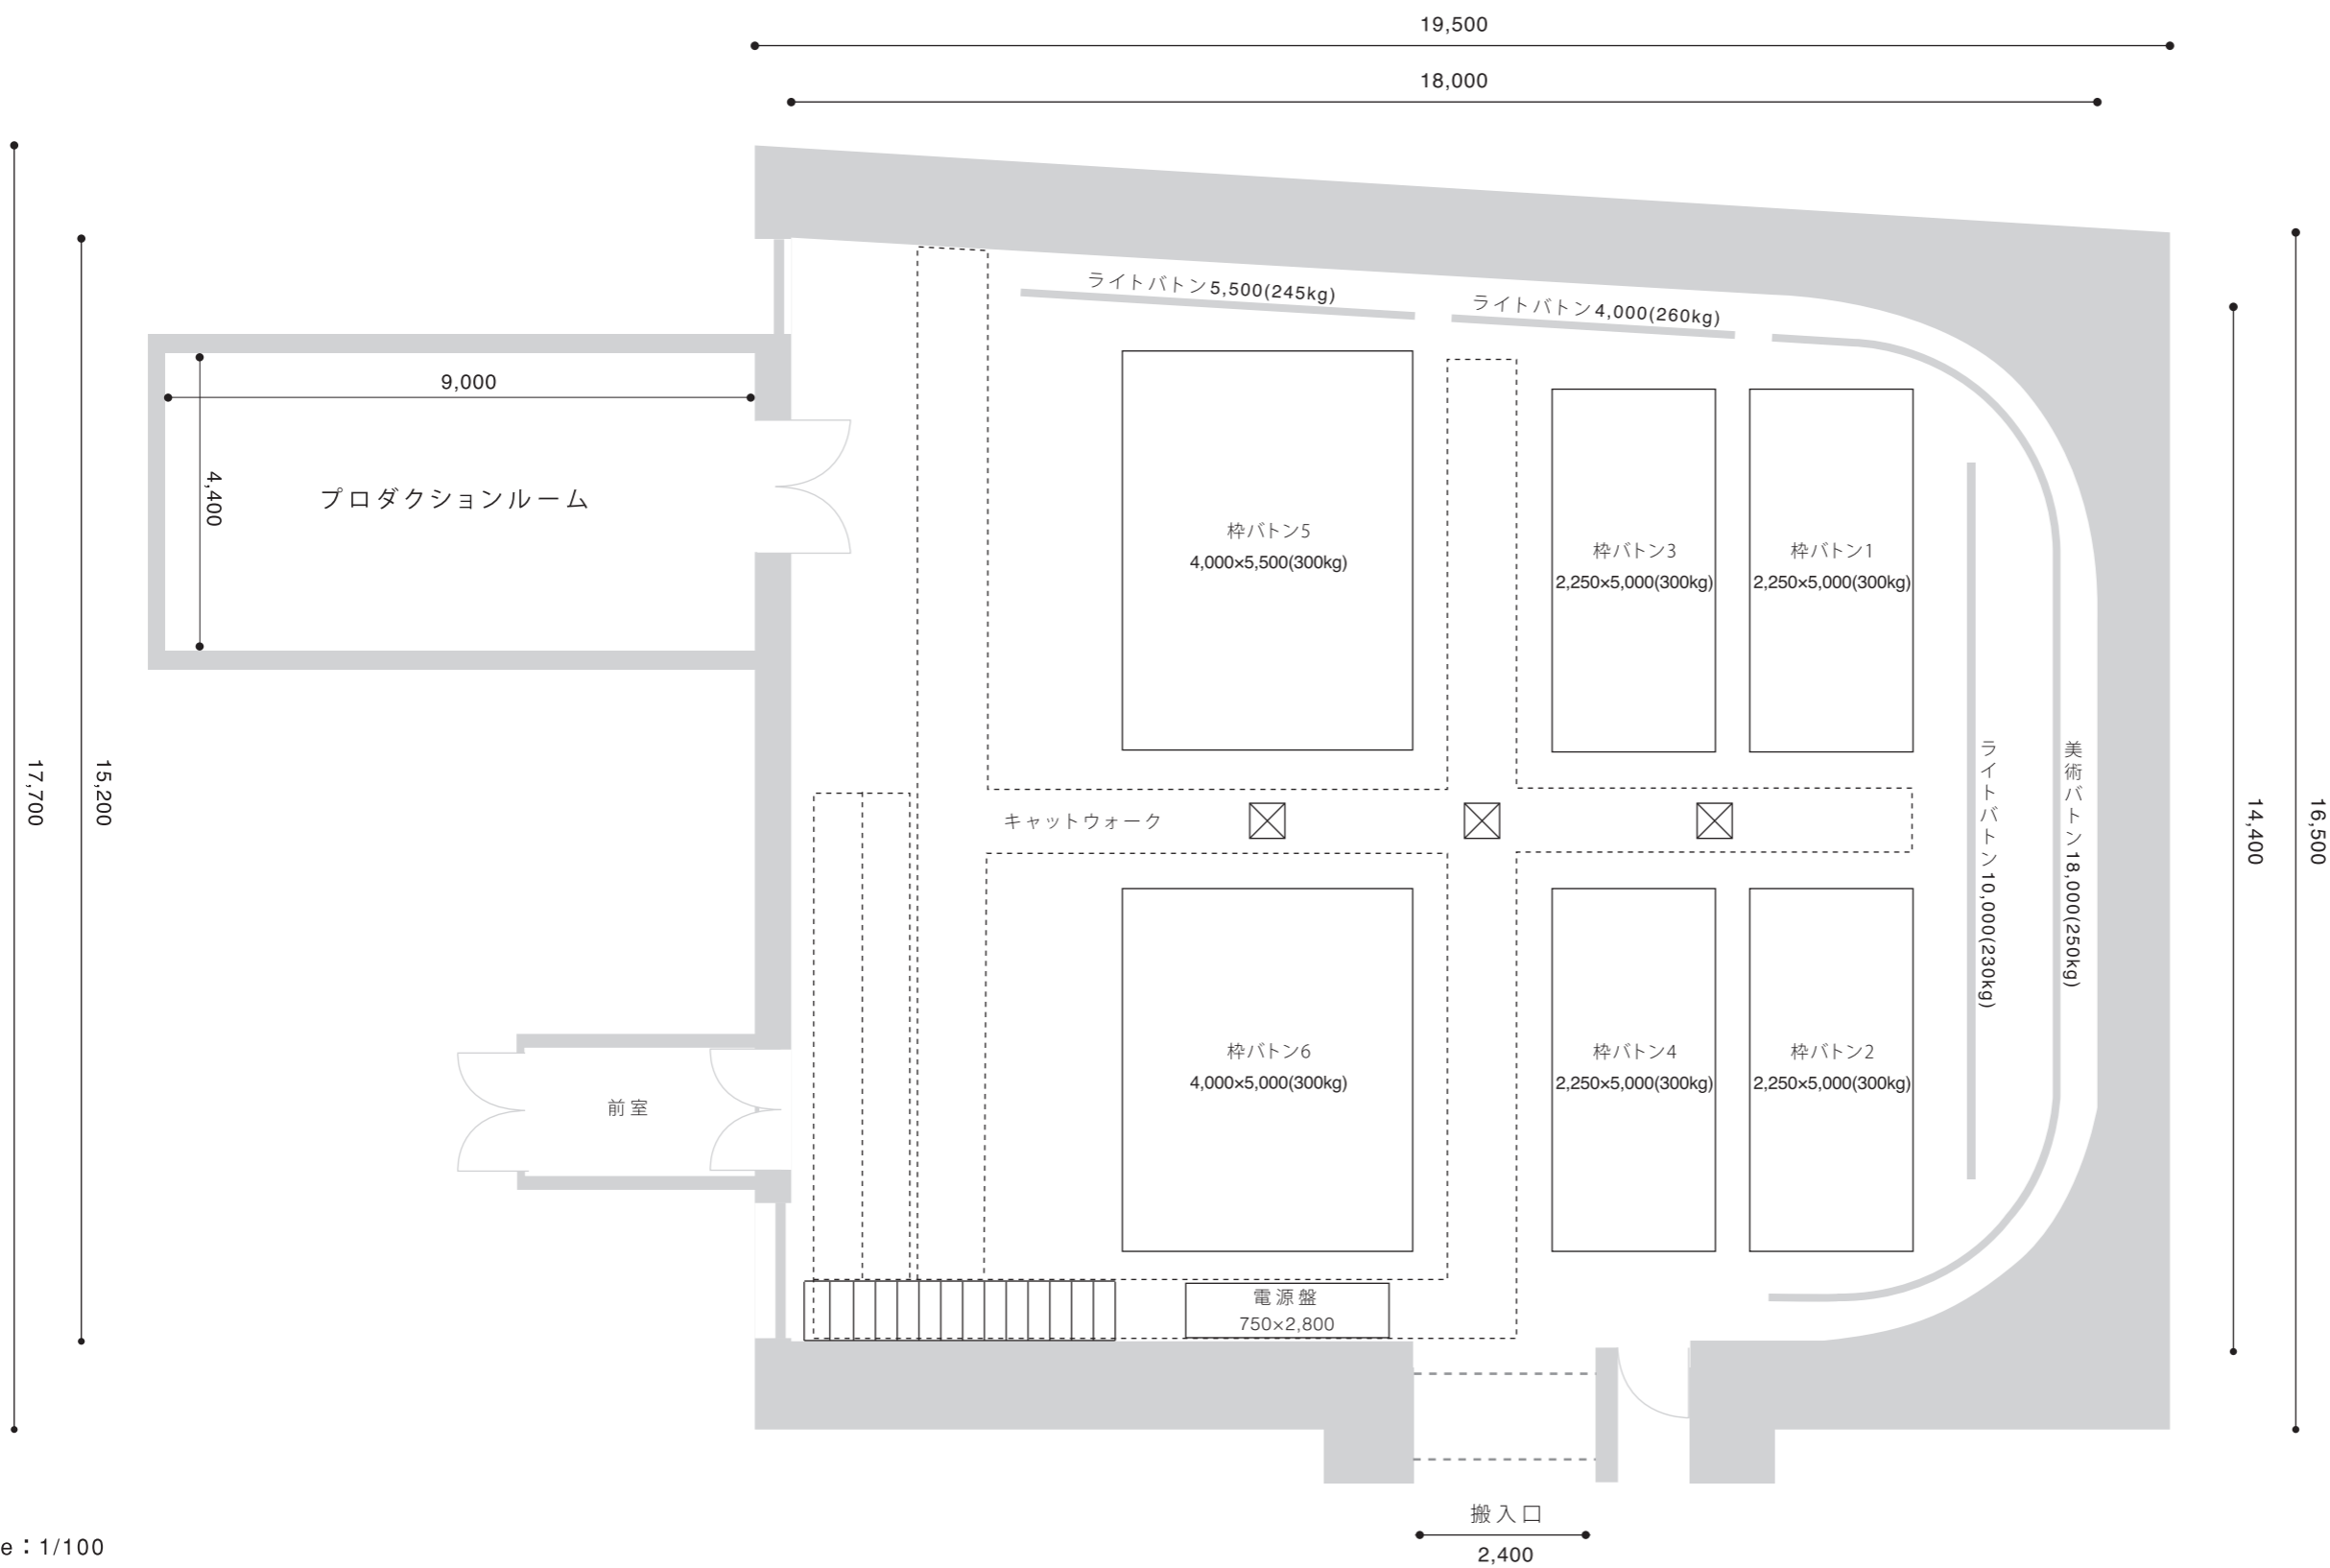 19,500
18,000
ライトバトン5,500(245kg)
ライトバトン4,000(260kg)
9,000
4,400
プロダクションルーム
枠バトン5
4,000×5,500(300kg)
枠バトン3
2,250×5,000(300kg)
枠バトン1
2,250×5,000(300kg)
17,700
15,200
キャットウォーク
ライトバトン10,000(230kg)
美術バトン18,000(250kg)
14,400
16,500
枠バトン6
4,000×5,000(300kg)
枠バトン4
2,250×5,000(300kg)
枠バトン2
2,250×5,000(300kg)
前室
電源盤
750×2,800
搬入口
2,400
e：1/100